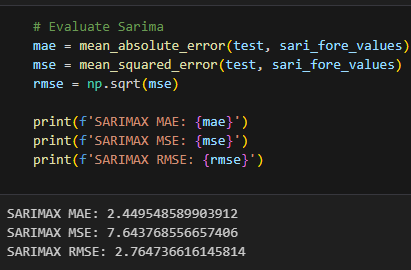 # Evaluate Sarima
mae = mean_absolute_error(test, sari_fore_values)
mse = mean_squared_error(test, sari_fore_values)
rmse = np.sqrt(mse)
print(f'SARIMAX MAE: {mae}')
print(f'SARIMAX MSE: {mse}')
print(f'SARIMAX RMSE: {rmse}')
SARIMAX MAE: 2.449548589903912
SARIMAX MSE: 7.643768556657406
SARIMAX RMSE: 2.764736616145814